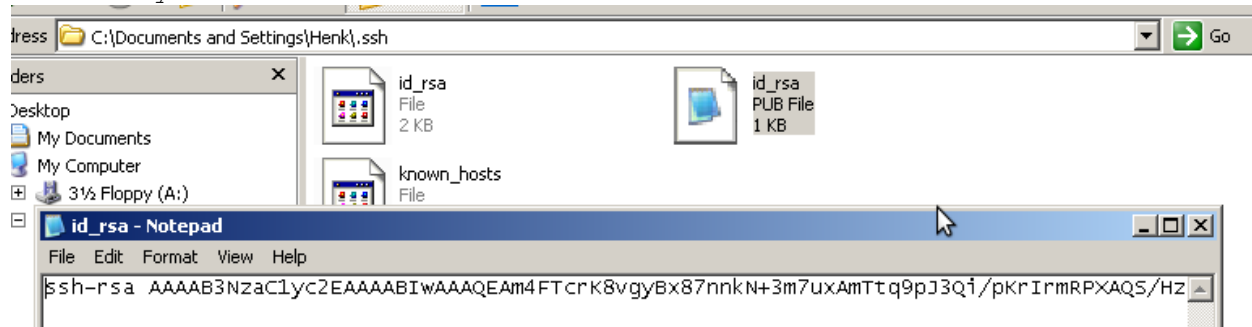 dress C:\Documents and Settings\Henk\.ssh Go
ders X
Desktop
My Documents
My Computer
3½ Floppy (A:)
id_rsa
File
2 KB
id_rsa
PUB File
1 KB
known_hosts
File
id_rsa - Notepad
File Edit Format View Help
ssh-rsa AAAAB3NzaC1yc2EAAAABIwAAAQEAm4FTcrK8vgyBx87nnkN+3m7uxAmTtq9pJ3Qi/pKrIrmRPXAQS/Hz